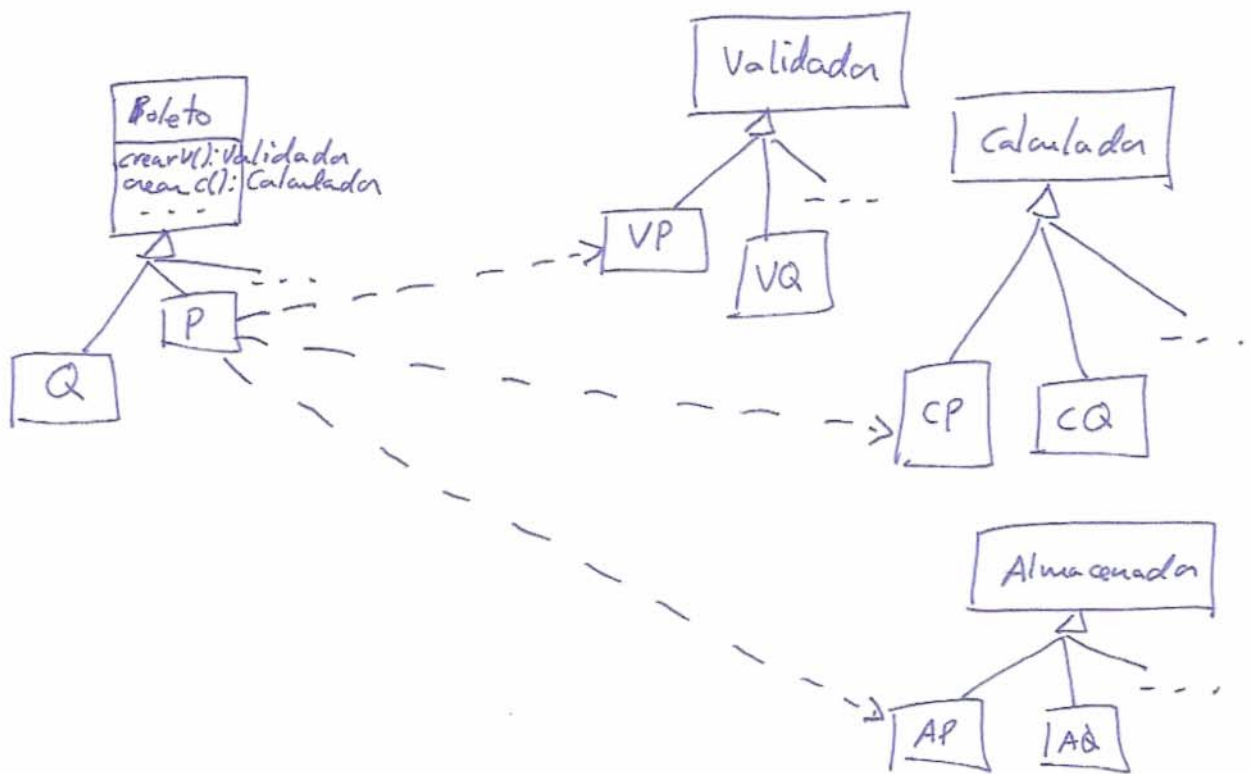 Boleto
crearV(): Validador
crearC(): Calculador
....
Q
P
....
Validador
VP
VQ
....
Calculador
CP
CQ
....
Almacenador
AP
AQ
....